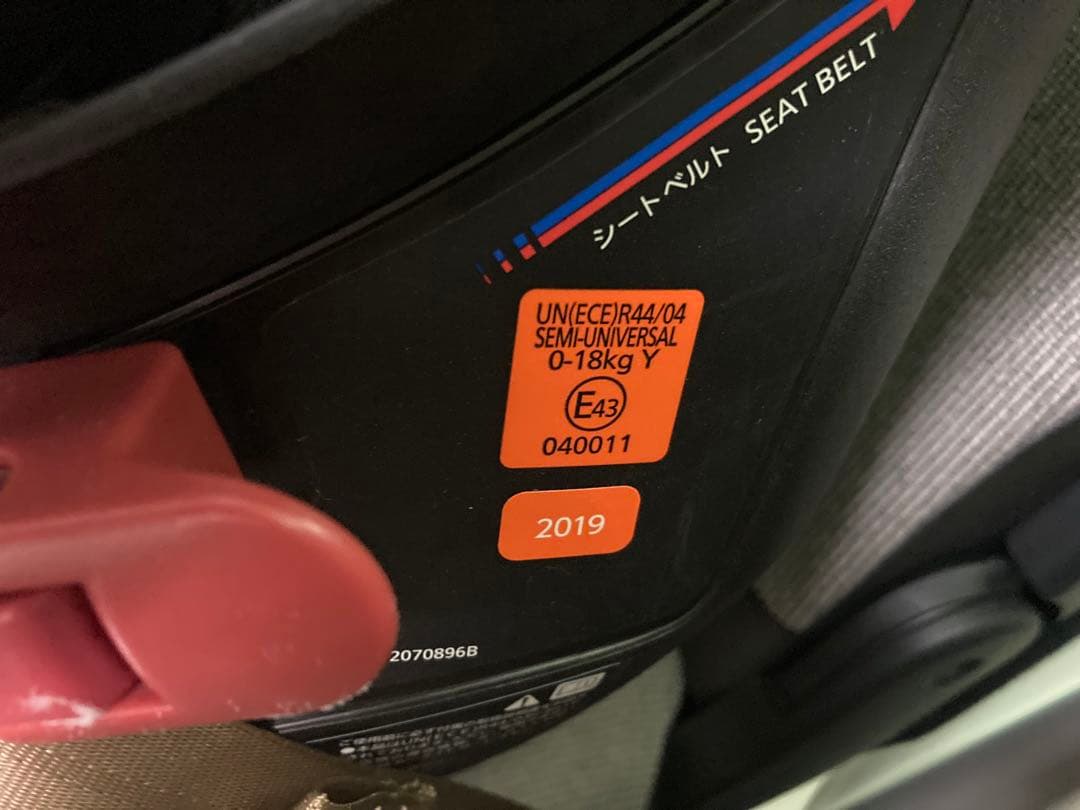 シートベルト SEAT BELT
UN(ECE)R44/04
SEMI-UNIVERSAL
0-18kg Y
E43
040011
2019
2070896B